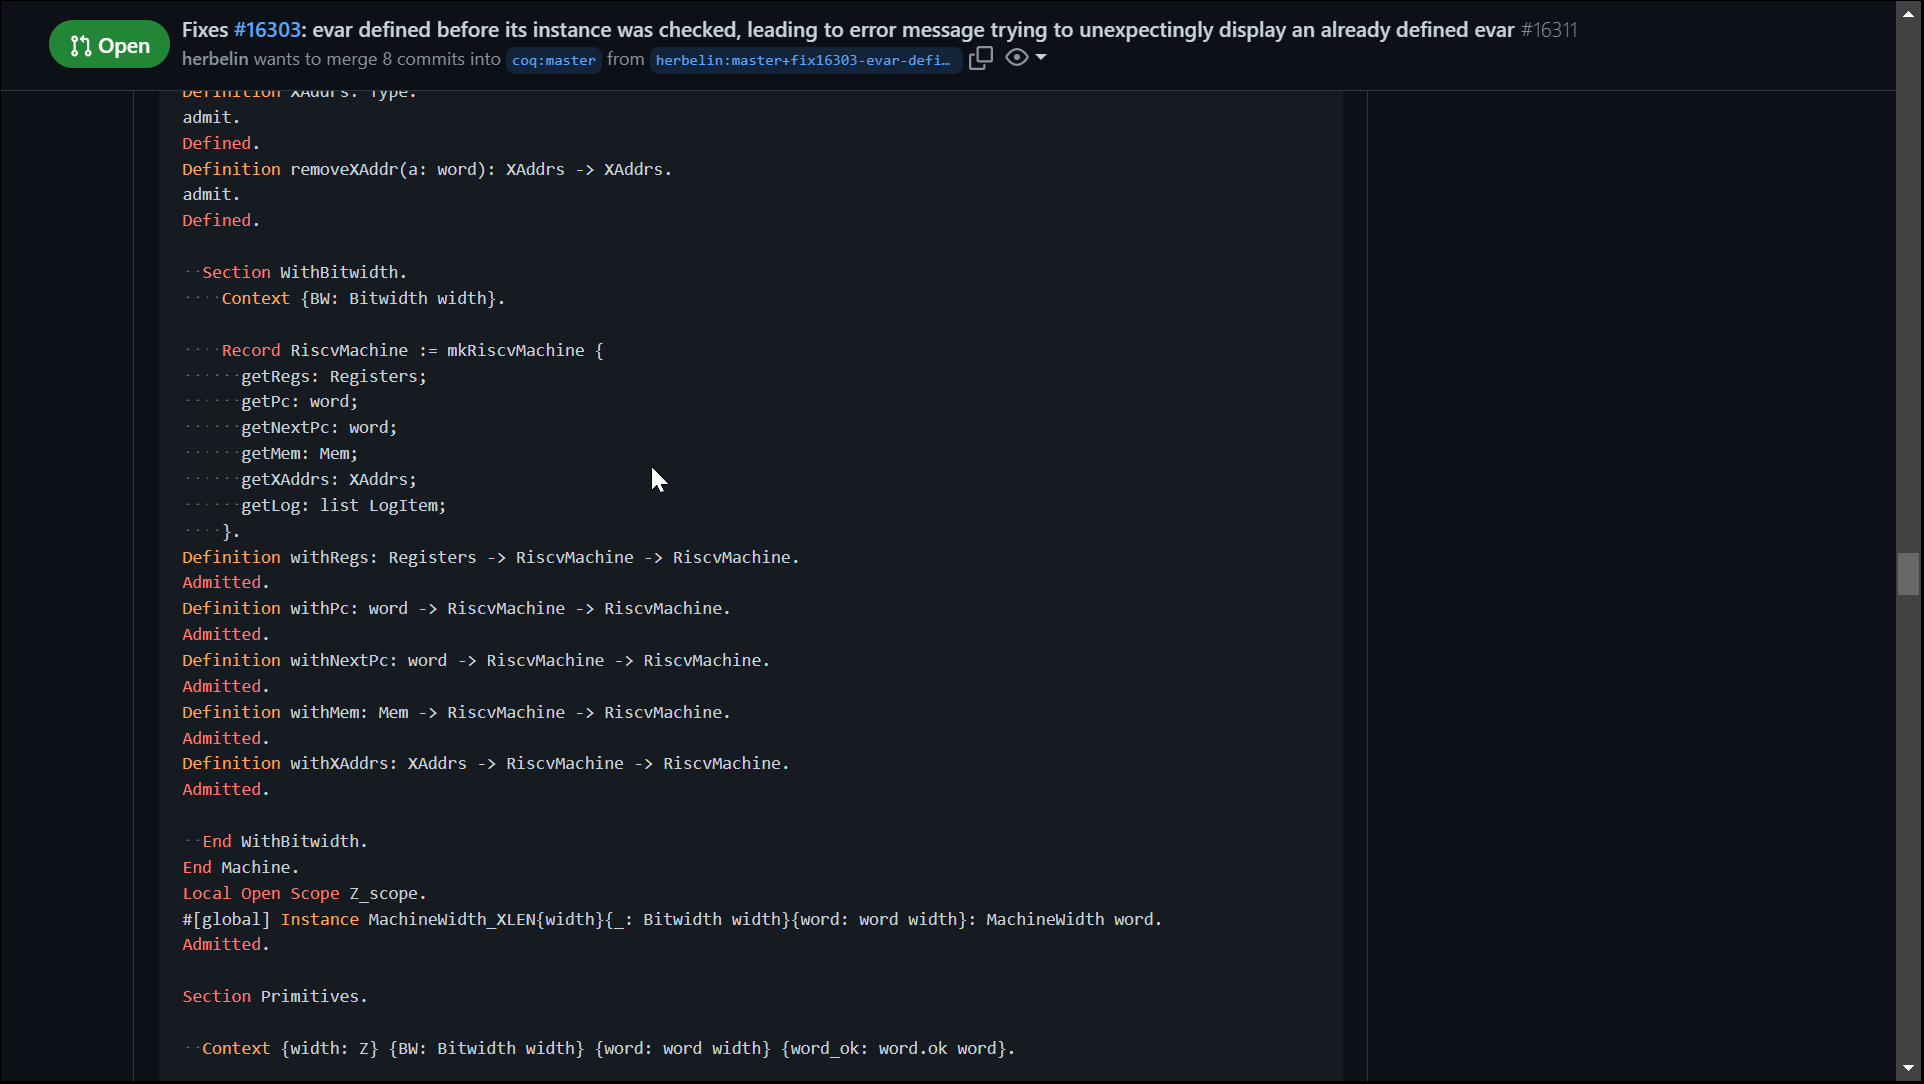 Open
Fixes #16303: evar defined before its instance was checked, leading to error message trying to unexpectingly display an already defined evar #16311
herbelin wants to merge 8 commits into coq:master from herbelin:master+fix16303-evar-defi…
Definition XAddrs: Type.
admit.
Defined.
Definition removeXAddr(a: word): XAddrs -> XAddrs.
admit.
Defined.
··Section WithBitwidth.
····Context {BW: Bitwidth width}.
····Record RiscvMachine := mkRiscvMachine {
······getRegs: Registers;
······getPc: word;
······getNextPc: word;
······getMem: Mem;
······getXAddrs: XAddrs;
······getLog: list LogItem;
····}.
Definition withRegs: Registers -> RiscvMachine -> RiscvMachine.
Admitted.
Definition withPc: word -> RiscvMachine -> RiscvMachine.
Admitted.
Definition withNextPc: word -> RiscvMachine -> RiscvMachine.
Admitted.
Definition withMem: Mem -> RiscvMachine -> RiscvMachine.
Admitted.
Definition withXAddrs: XAddrs -> RiscvMachine -> RiscvMachine.
Admitted.
··End WithBitwidth.
End Machine.
Local Open Scope Z_scope.
#[global] Instance MachineWidth_XLEN{width}{_: Bitwidth width}{word: word width}: MachineWidth word.
Admitted.
Section Primitives.
··Context {width: Z} {BW: Bitwidth width} {word: word width} {word_ok: word.ok word}.